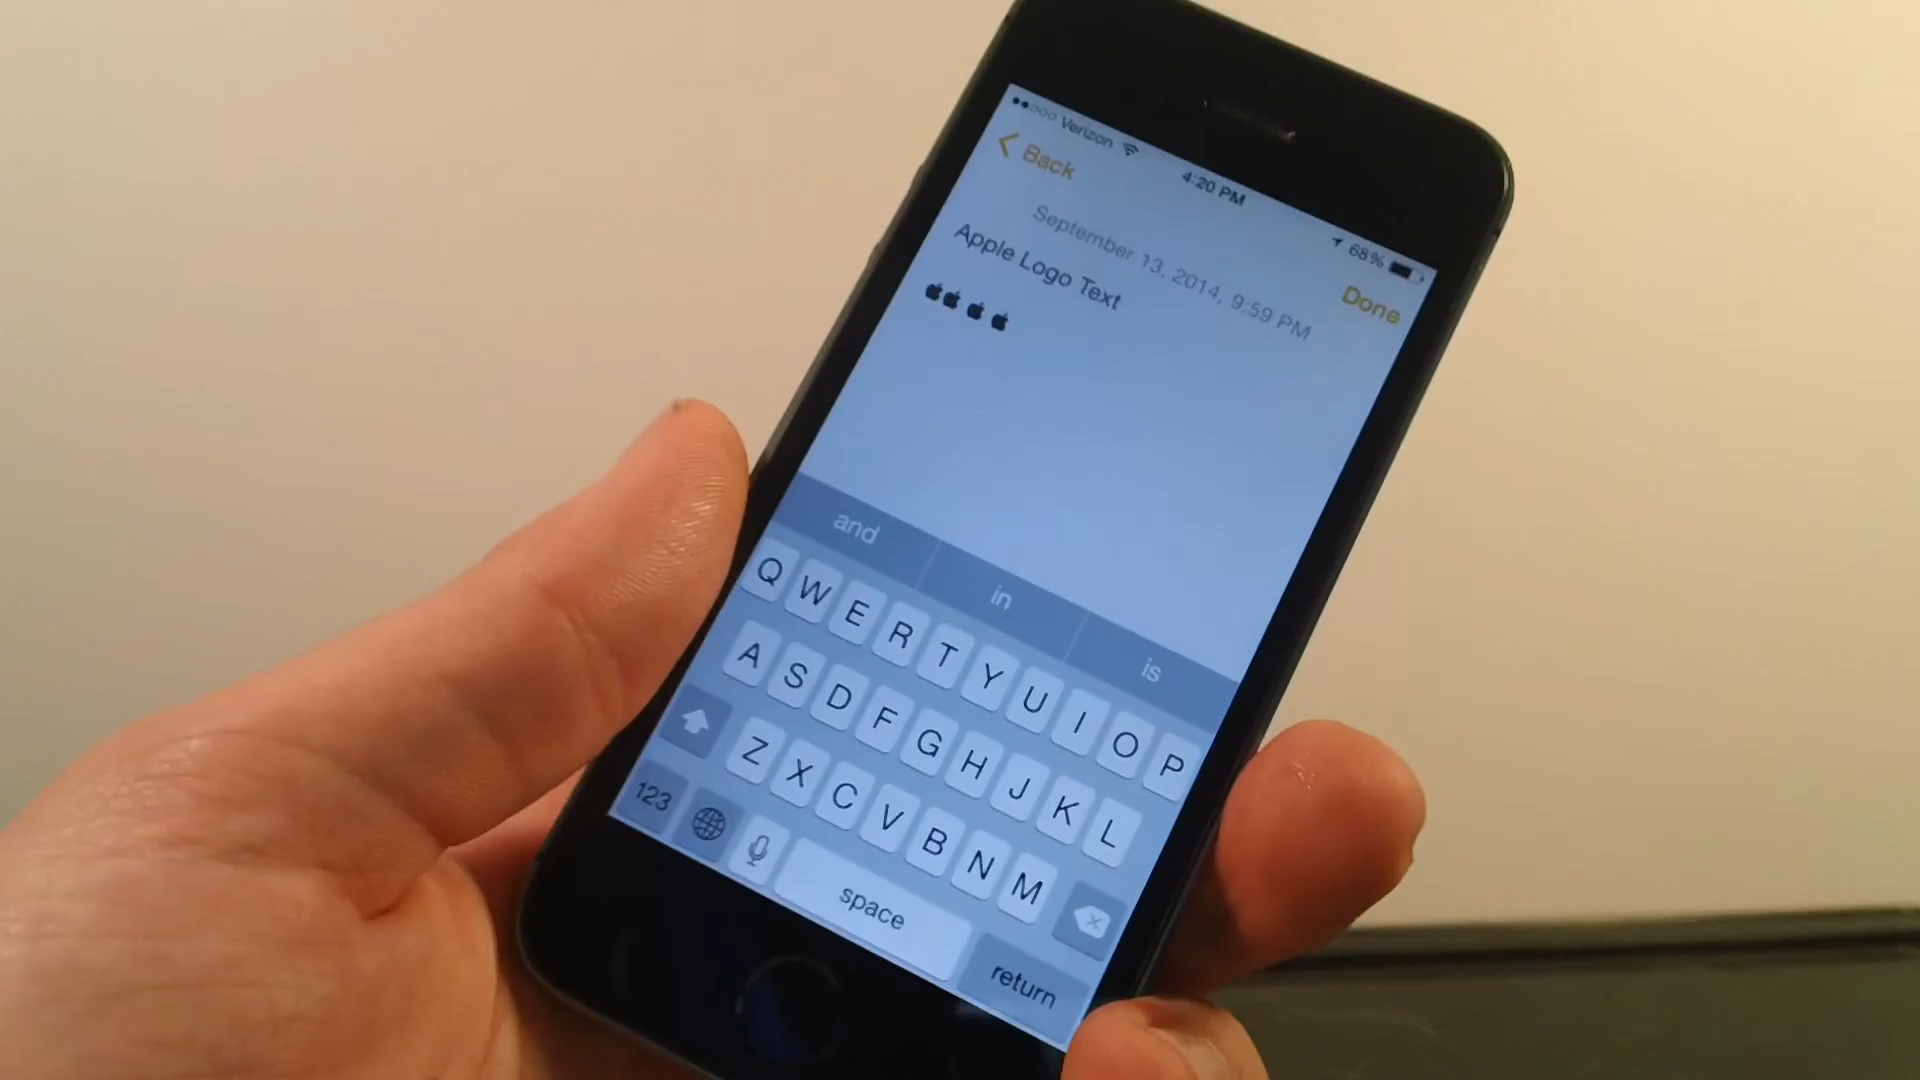 Verizon
4:20 PM
68%
Back
Done
September 13, 2014, 9:59 PM
Apple Logo Text

and in is
Q W E R T Y U I O P
A S D F G H J K L
Z X C V B N M
123 space return